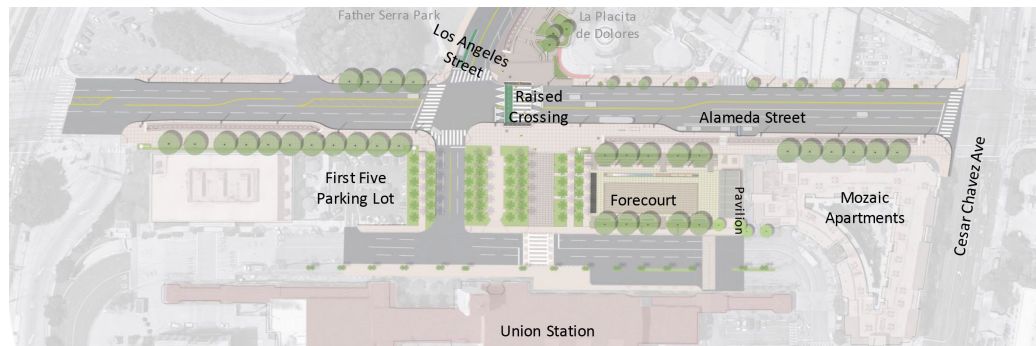 Father Serra Park
La Placita
de Dolores
Los Angeles
Street
Raised
Crossing
Alameda Street
First Five
Parking Lot
Forecourt
Pavilion
Mozaic
Apartments
Cesar Chavez Ave
Union Station